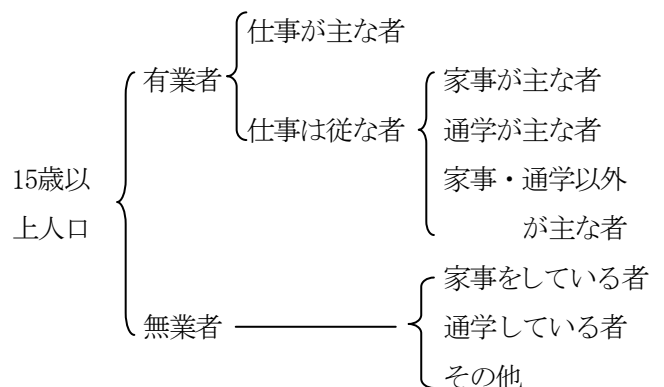 仕事が主な者
有業者
家事が主な者
仕事は従な者
通学が主な者
15歳以
上人口
家事・通学以外
が主な者
家事をしている者
無業者
通学している者
その他